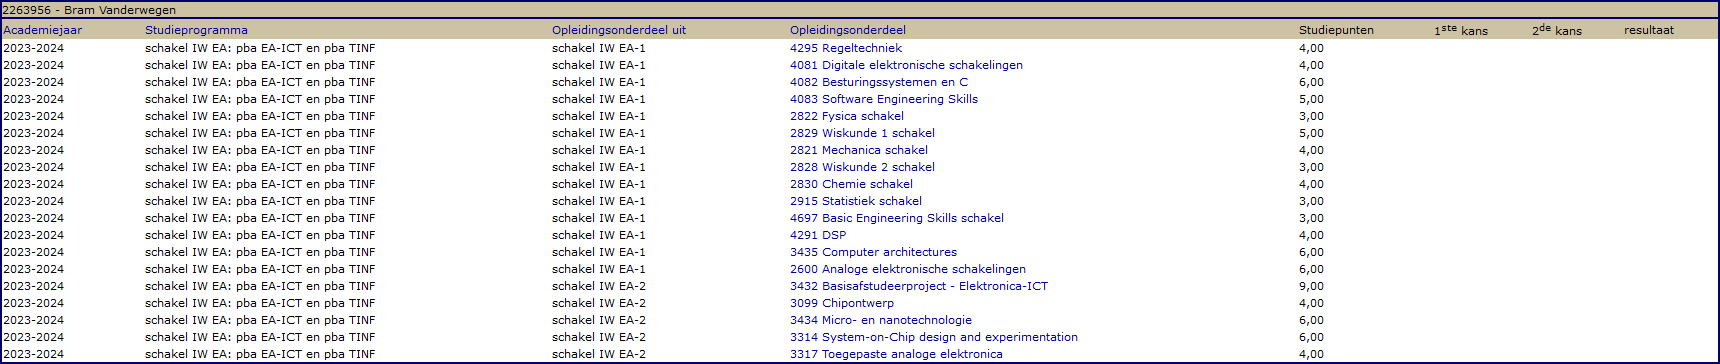 2263956 - Bram Vanderwegen
Academiejaar Studieprogramma Opleidingsonderdeel uit Opleidingsonderdeel Studiepunten 1ste kans 2de kans resultaat
2023-2024 schakel IW EA: pba EA-ICT en pba TINF schakel IW EA-1 4295 Regeltechniek 4,00
2023-2024 schakel IW EA: pba EA-ICT en pba TINF schakel IW EA-1 4081 Digitale elektronische schakelingen 4,00
2023-2024 schakel IW EA: pba EA-ICT en pba TINF schakel IW EA-1 4082 Besturingssystemen en C 6,00
2023-2024 schakel IW EA: pba EA-ICT en pba TINF schakel IW EA-1 4083 Software Engineering Skills 5,00
2023-2024 schakel IW EA: pba EA-ICT en pba TINF schakel IW EA-1 2822 Fysica schakel 3,00
2023-2024 schakel IW EA: pba EA-ICT en pba TINF schakel IW EA-1 2829 Wiskunde 1 schakel 5,00
2023-2024 schakel IW EA: pba EA-ICT en pba TINF schakel IW EA-1 2821 Mechanica schakel 4,00
2023-2024 schakel IW EA: pba EA-ICT en pba TINF schakel IW EA-1 2828 Wiskunde 2 schakel 3,00
2023-2024 schakel IW EA: pba EA-ICT en pba TINF schakel IW EA-1 2830 Chemie schakel 4,00
2023-2024 schakel IW EA: pba EA-ICT en pba TINF schakel IW EA-1 2915 Statistiek schakel 3,00
2023-2024 schakel IW EA: pba EA-ICT en pba TINF schakel IW EA-1 4697 Basic Engineering Skills schakel 3,00
2023-2024 schakel IW EA: pba EA-ICT en pba TINF schakel IW EA-1 4291 DSP 4,00
2023-2024 schakel IW EA: pba EA-ICT en pba TINF schakel IW EA-1 3435 Computer architectures 6,00
2023-2024 schakel IW EA: pba EA-ICT en pba TINF schakel IW EA-1 2600 Analoge elektronische schakelingen 6,00
2023-2024 schakel IW EA: pba EA-ICT en pba TINF schakel IW EA-2 3432 Basisafstudeerproject - Elektronica-ICT 9,00
2023-2024 schakel IW EA: pba EA-ICT en pba TINF schakel IW EA-2 3099 Chipontwerp 4,00
2023-2024 schakel IW EA: pba EA-ICT en pba TINF schakel IW EA-2 3434 Micro- en nanotechnologie 6,00
2023-2024 schakel IW EA: pba EA-ICT en pba TINF schakel IW EA-2 3314 System-on-Chip design and experimentation 6,00
2023-2024 schakel IW EA: pba EA-ICT en pba TINF schakel IW EA-2 3317 Toegepaste analoge elektronica 4,00